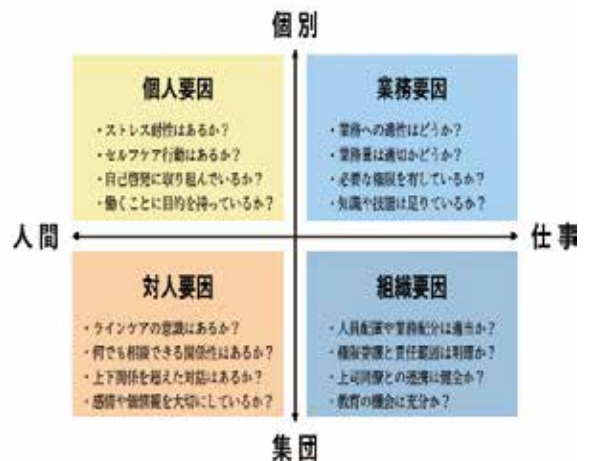 個別
個人要因
・ストレス耐性はあるか？
・セルフケア行動はあるか？
・自己啓発に取り組んでいるか？
・働くことに目的を持っているか？
業務要因
・業務への適性はどうか？
・業務量は適切かどうか？
・必要な権限を有しているか？
・知識や技能は足りているか？
人間
仕事
対人要因
・ラインケアの意識はあるか？
・何でも相談できる関係性はあるか？
・上下関係を超えた対話はあるか？
・感情や価値観を大切にしているか？
組織要因
・人員配置や業務配分は適当か？
・権限委譲と責任範囲は明確か？
・上司同僚との連携は健全か？
・教育の機会は充分か？
集団